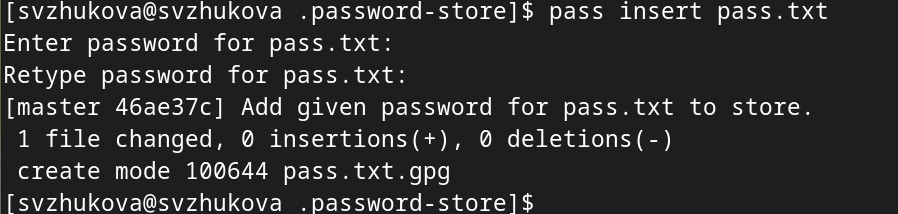 [svzhukova@svzhukova .password-store]$ pass insert pass.txt
Enter password for pass.txt:
Retype password for pass.txt:
[master 46ae37c] Add given password for pass.txt to store.
 1 file changed, 0 insertions(+), 0 deletions(-)
 create mode 100644 pass.txt.gpg
[svzhukova@svzhukova .password-store]$